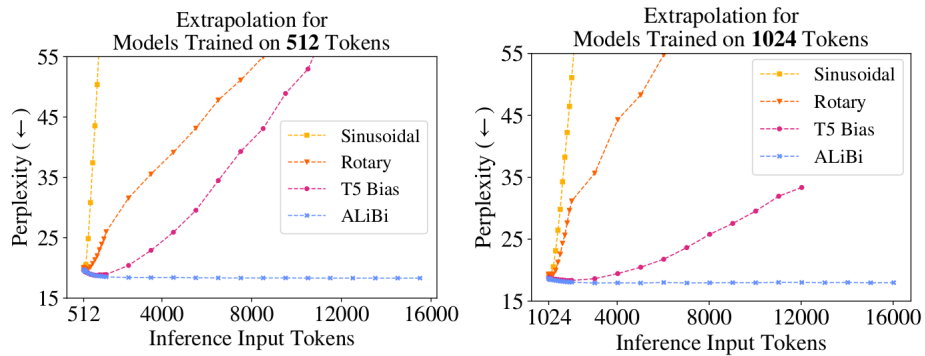 Extrapolation for
Models Trained on 512 Tokens
55
45
35
25
15
Perplexity (←)
Sinusoidal
Rotary
T5 Bias
ALiBi
512
4000
8000
12000
16000
Inference Input Tokens
Extrapolation for
Models Trained on 1024 Tokens
55
45
35
25
15
Perplexity (←)
Sinusoidal
Rotary
T5 Bias
ALiBi
1024
4000
8000
12000
16000
Inference Input Tokens